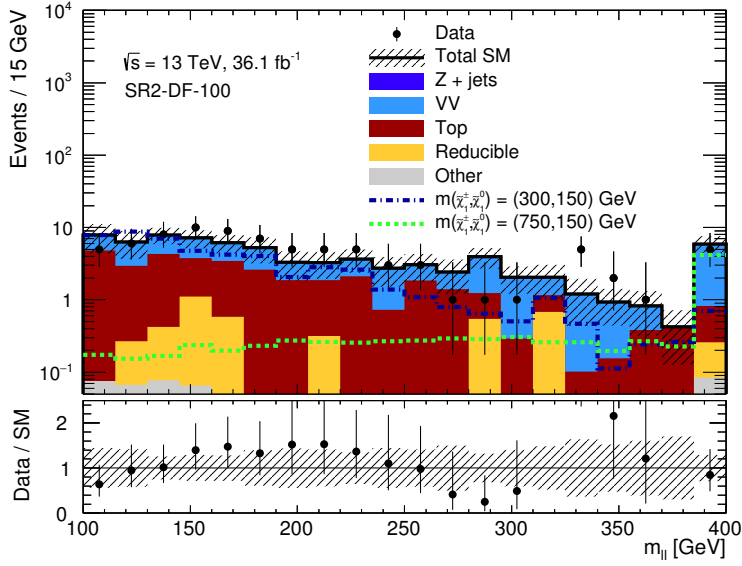 Events / 15 GeV
10⁴
10³
10²
10
1
10⁻¹
√s = 13 TeV, 36.1 fb⁻¹
SR2-DF-100
Data
Total SM
Z + jets
VV
Top
Reducible
Other
m(χ̃₁±,χ̃₁⁰) = (300,150) GeV
m(χ̃₁±,χ̃₁⁰) = (750,150) GeV
Data / SM
2
1
0
100 150 200 250 300 350 400
mll [GeV]